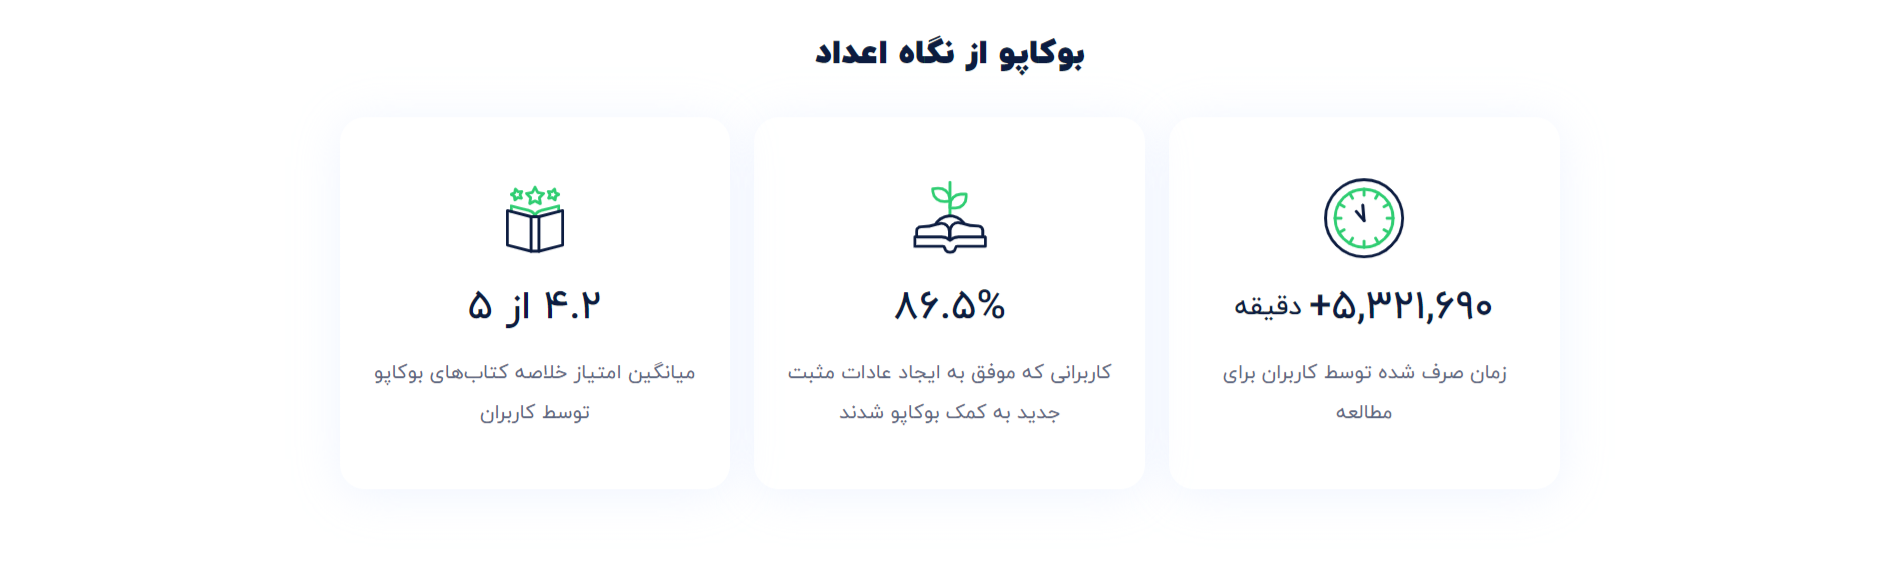 بوکاپو از نگاه اعداد
+۵,۳۲۱,۶۹۰ دقیقه
زمان صرف شده توسط کاربران برای
مطالعه
۸۶.۵%
کاربرانی که موفق به ایجاد عادات مثبت
جدید به کمک بوکاپو شدند
۴.۲ از ۵
میانگین امتیاز خلاصه کتاب‌های بوکاپو
توسط کاربران